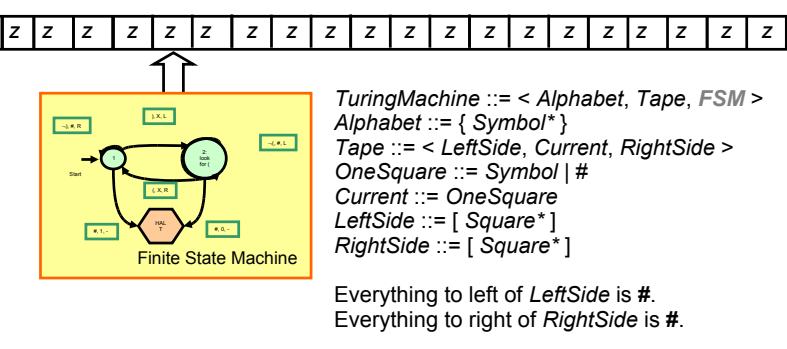 z z z z z z z z z z z z z z z z z z z z
), X, L
¬), #, R
¬(, #, L
1
2:
look
for (
Start
(, X, R
HAL
T
#, 1, -
#, 0, -
Finite State Machine
TuringMachine ::= < Alphabet, Tape, FSM >
Alphabet ::= { Symbol* }
Tape ::= < LeftSide, Current, RightSide >
OneSquare ::= Symbol | #
Current ::= OneSquare
LeftSide ::= [ Square* ]
RightSide ::= [ Square* ]
Everything to left of LeftSide is #.
Everything to right of RightSide is #.